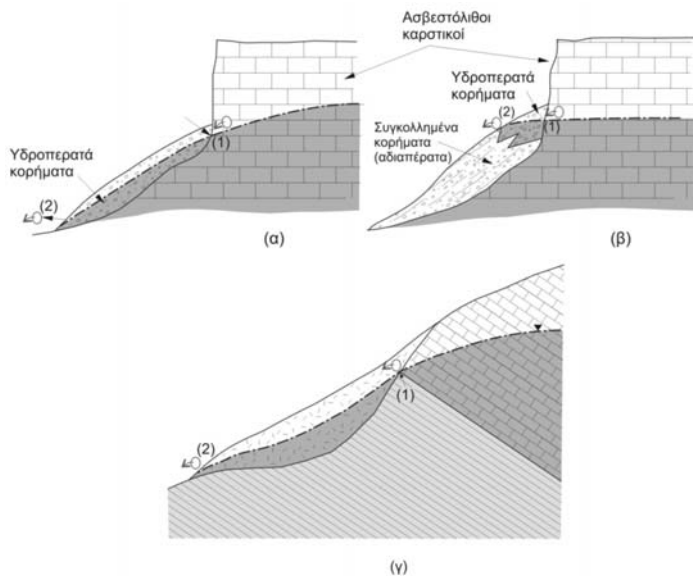 Ασβεστόλιθοι
καρστικοί
Υδροπερατά
κορήματα
(1)
(2)
(α)
Υδροπερατά
κορήματα
(2)
(1)
Συγκολλημένα
κορήματα
(αδιαπέρατα)
(β)
(1)
(2)
(γ)